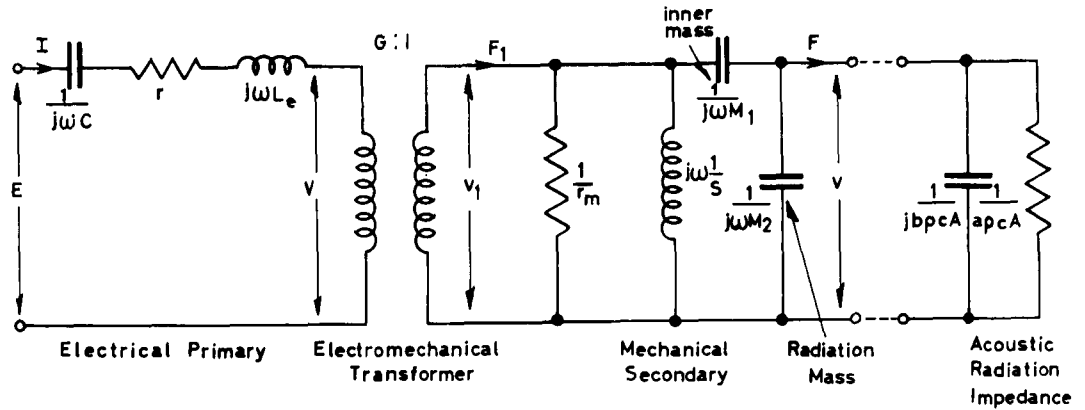 I
G:1
F₁
inner
mass
F
1/jωC
r
jωLₑ
1/jωM₁
E
V
v₁
1/rₘ
jω1/S
1/jωM₂
v
1/jbρcA
1/aρcA
Electrical Primary
Electromechanical
Transformer
Mechanical
Secondary
Radiation
Mass
Acoustic
Radiation
Impedance